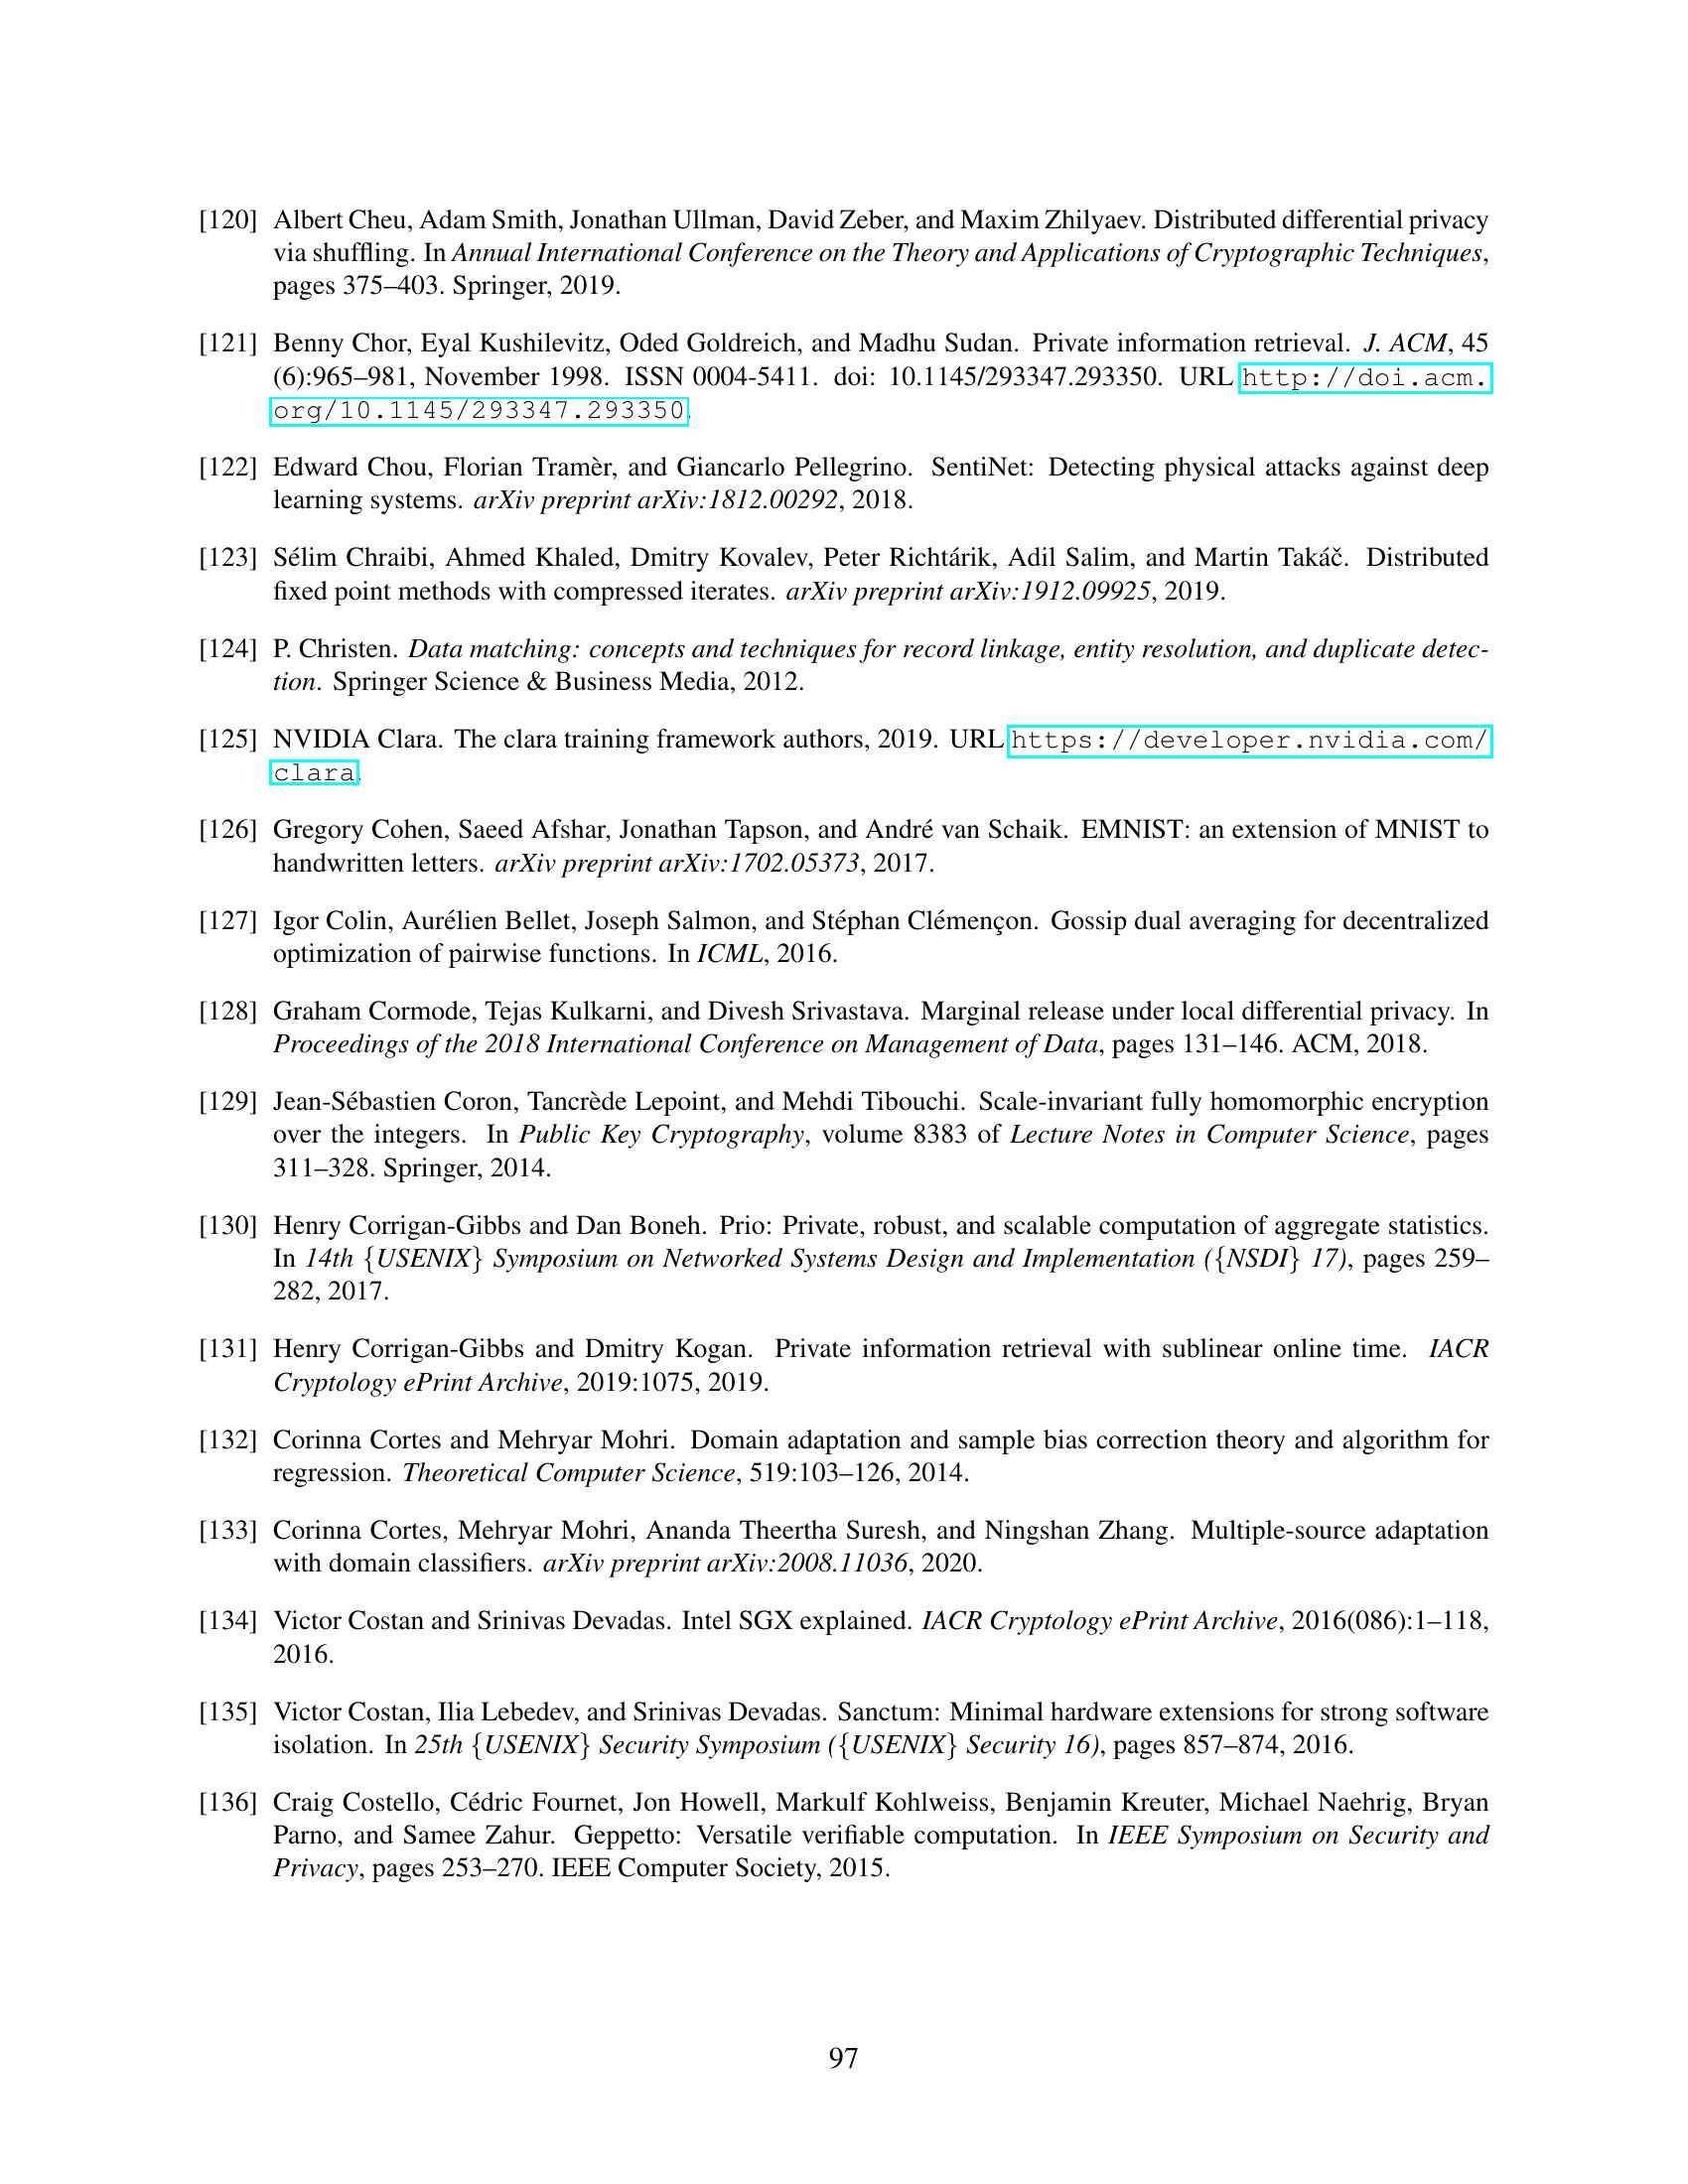 [120] Albert Cheu, Adam Smith, Jonathan Ullman, David Zeber, and Maxim Zhilyaev. Distributed differential privacy
via shuffling. In Annual International Conference on the Theory and Applications of Cryptographic Techniques,
pages 375–403. Springer, 2019.
[121] Benny Chor, Eyal Kushilevitz, Oded Goldreich, and Madhu Sudan. Private information retrieval. J. ACM, 45
(6):965–981, November 1998. ISSN 0004-5411. doi: 10.1145/293347.293350. URL http://doi.acm.
org/10.1145/293347.293350.
[122] Edward Chou, Florian Tramèr, and Giancarlo Pellegrino. SentiNet: Detecting physical attacks against deep
learning systems. arXiv preprint arXiv:1812.00292, 2018.
[123] Sélim Chraibi, Ahmed Khaled, Dmitry Kovalev, Peter Richtárik, Adil Salim, and Martin Takáč. Distributed
fixed point methods with compressed iterates. arXiv preprint arXiv:1912.09925, 2019.
[124] P. Christen. Data matching: concepts and techniques for record linkage, entity resolution, and duplicate detec-
tion. Springer Science & Business Media, 2012.
[125] NVIDIA Clara. The clara training framework authors, 2019. URL https://developer.nvidia.com/
clara.
[126] Gregory Cohen, Saeed Afshar, Jonathan Tapson, and André van Schaik. EMNIST: an extension of MNIST to
handwritten letters. arXiv preprint arXiv:1702.05373, 2017.
[127] Igor Colin, Aurélien Bellet, Joseph Salmon, and Stéphan Clémençon. Gossip dual averaging for decentralized
optimization of pairwise functions. In ICML, 2016.
[128] Graham Cormode, Tejas Kulkarni, and Divesh Srivastava. Marginal release under local differential privacy. In
Proceedings of the 2018 International Conference on Management of Data, pages 131–146. ACM, 2018.
[129] Jean-Sébastien Coron, Tancrède Lepoint, and Mehdi Tibouchi. Scale-invariant fully homomorphic encryption
over the integers. In Public Key Cryptography, volume 8383 of Lecture Notes in Computer Science, pages
311–328. Springer, 2014.
[130] Henry Corrigan-Gibbs and Dan Boneh. Prio: Private, robust, and scalable computation of aggregate statistics.
In 14th {USENIX} Symposium on Networked Systems Design and Implementation ({NSDI} 17), pages 259–
282, 2017.
[131] Henry Corrigan-Gibbs and Dmitry Kogan. Private information retrieval with sublinear online time. IACR
Cryptology ePrint Archive, 2019:1075, 2019.
[132] Corinna Cortes and Mehryar Mohri. Domain adaptation and sample bias correction theory and algorithm for
regression. Theoretical Computer Science, 519:103–126, 2014.
[133] Corinna Cortes, Mehryar Mohri, Ananda Theertha Suresh, and Ningshan Zhang. Multiple-source adaptation
with domain classifiers. arXiv preprint arXiv:2008.11036, 2020.
[134] Victor Costan and Srinivas Devadas. Intel SGX explained. IACR Cryptology ePrint Archive, 2016(086):1–118,
2016.
[135] Victor Costan, Ilia Lebedev, and Srinivas Devadas. Sanctum: Minimal hardware extensions for strong software
isolation. In 25th {USENIX} Security Symposium ({USENIX} Security 16), pages 857–874, 2016.
[136] Craig Costello, Cédric Fournet, Jon Howell, Markulf Kohlweiss, Benjamin Kreuter, Michael Naehrig, Bryan
Parno, and Samee Zahur. Geppetto: Versatile verifiable computation. In IEEE Symposium on Security and
Privacy, pages 253–270. IEEE Computer Society, 2015.
97